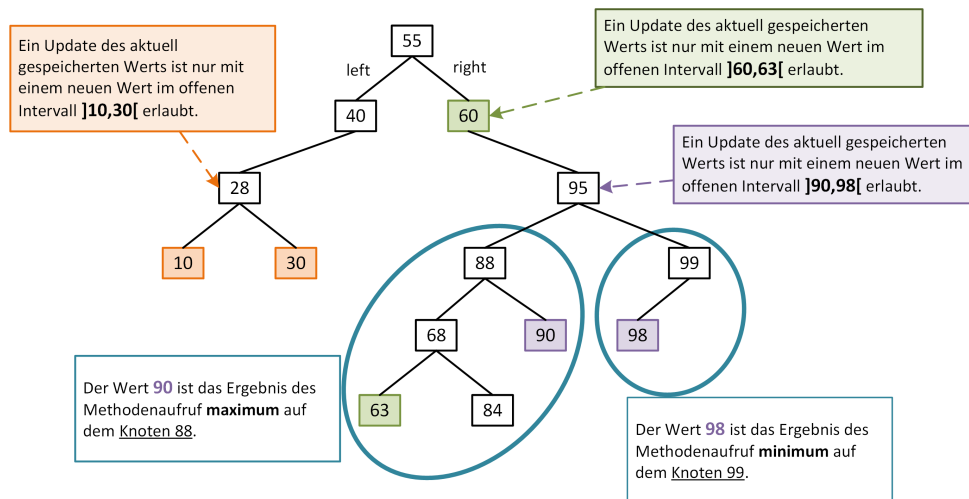 Ein Update des aktuell
gespeicherten Werts ist nur mit
einem neuen Wert im offenen
Intervall ]10,30[ erlaubt.
55
left
right
Ein Update des aktuell gespeicherten
Werts ist nur mit einem neuen Wert im
offenen Intervall ]60,63[ erlaubt.
40
60
Ein Update des aktuell gespeicherten
Werts ist nur mit einem neuen Wert im
offenen Intervall ]90,98[ erlaubt.
28
95
10
30
88
99
68
90
98
63
84
Der Wert 90 ist das Ergebnis des
Methodenaufruf maximum auf
dem Knoten 88.
Der Wert 98 ist das Ergebnis des
Methodenaufruf minimum auf
dem Knoten 99.